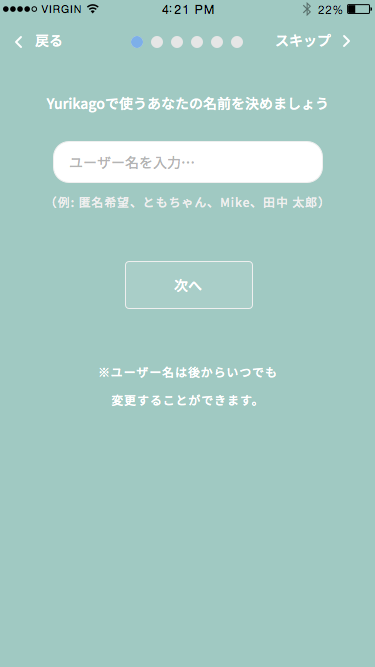 VIRGIN 4:21 PM 22%
戻る スキップ
Yurikagoで使うあなたの名前を決めましょう
ユーザー名を入力…
（例: 匿名希望、ともちゃん、Mike、田中 太郎）
次へ
※ユーザー名は後からいつでも
変更することができます。